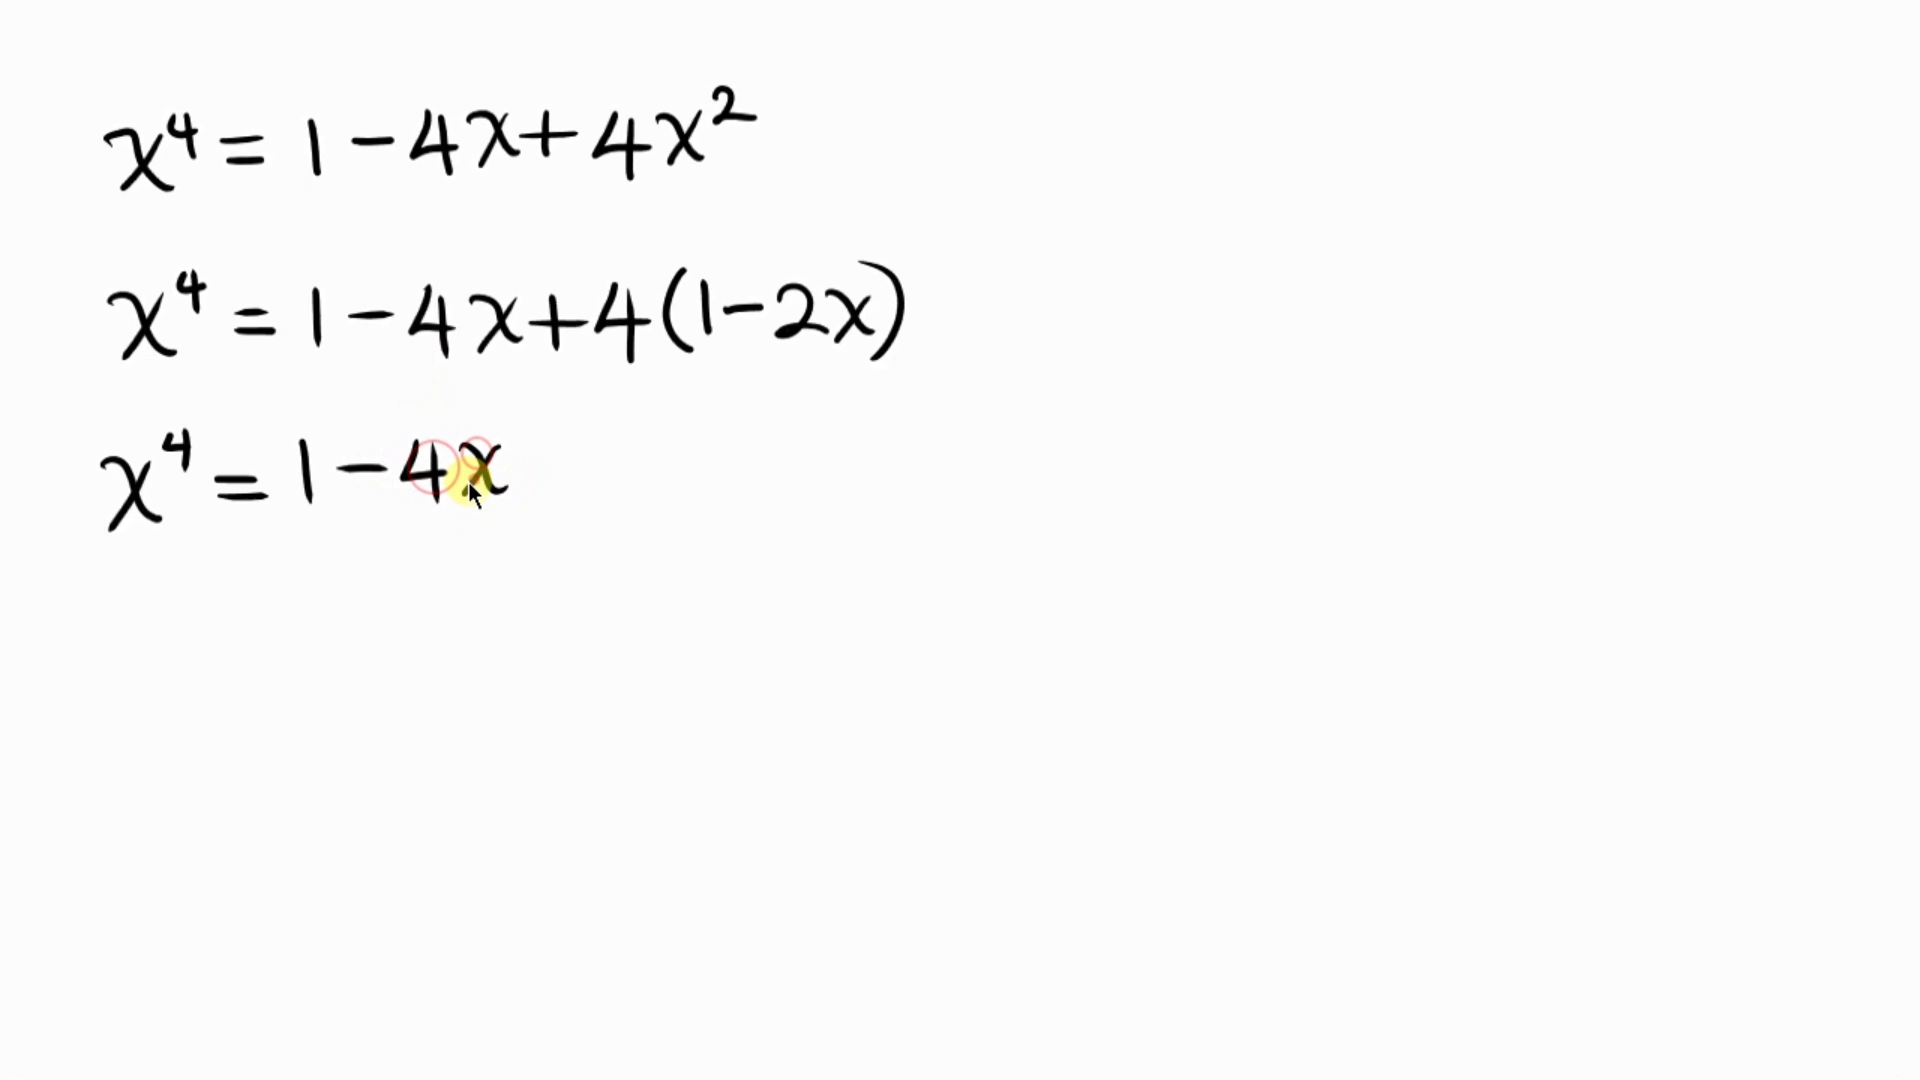 x⁴ = 1 - 4x + 4x²
x⁴ = 1 - 4x + 4(1 - 2x)
x⁴ = 1 - 4x